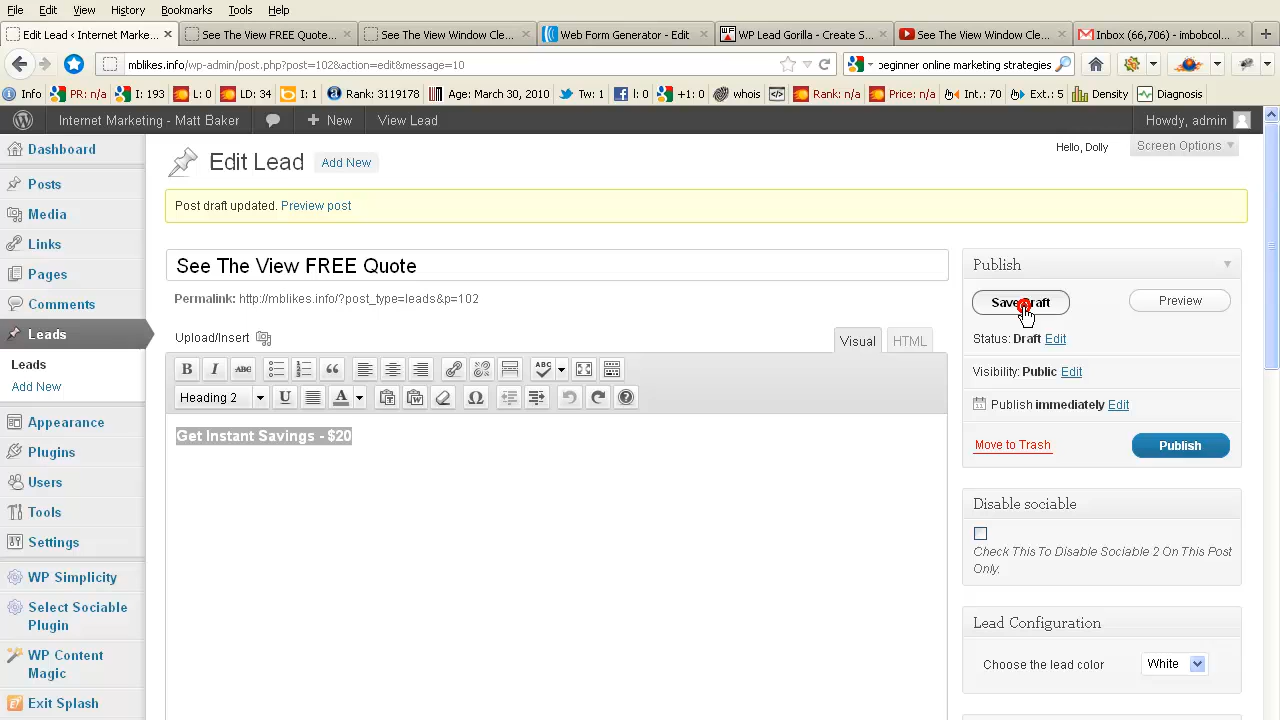 File Edit View History Bookmarks Tools Help
Edit Lead ‹ Internet Marke... × See The View FREE Quote... × See The View Window Cle... × Web Form Generator - Edit × WP Lead Gorilla - Create S... × See The View Window Cle... × Inbox (66,706) - imbobcol... × +
mblikes.info/wp-admin/post.php?post=102&action=edit&message=10 beginner online marketing strategies
Info PR: n/a I: 193 L: 0 LD: 34 I: 1 Rank: 3119178 Age: March 30, 2010 Tw: 1 l: 0 +1: 0 whois Rank: n/a Price: n/a Int.: 70 Ext.: 5 Density Diagnosis
Internet Marketing - Matt Baker + New View Lead Howdy, admin
Hello, Dolly Screen Options
Dashboard
Posts
Media
Links
Pages
Comments
Leads
Leads
Add New
Appearance
Plugins
Users
Tools
Settings
WP Simplicity
Select Sociable
Plugin
WP Content
Magic
Exit Splash
Edit Lead Add New
Post draft updated. Preview post
See The View FREE Quote
Permalink: http://mblikes.info/?post_type=leads&p=102
Upload/Insert Visual HTML
B I ABC ABC
Heading 2 U A Ω
Get Instant Savings - $20
Publish
Save Draft Preview
Status: Draft Edit
Visibility: Public Edit
Publish immediately Edit
Move to Trash Publish
Disable sociable
Check This To Disable Sociable 2 On This Post
Only.
Lead Configuration
Choose the lead color White